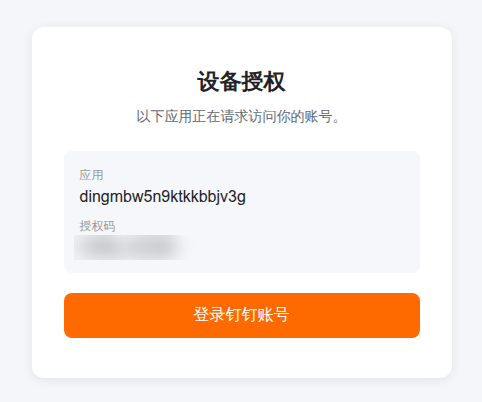 设备授权
以下应用正在请求访问你的账号。
应用
dingmbw5n9ktkkbbjv3g
授权码
登录钉钉账号